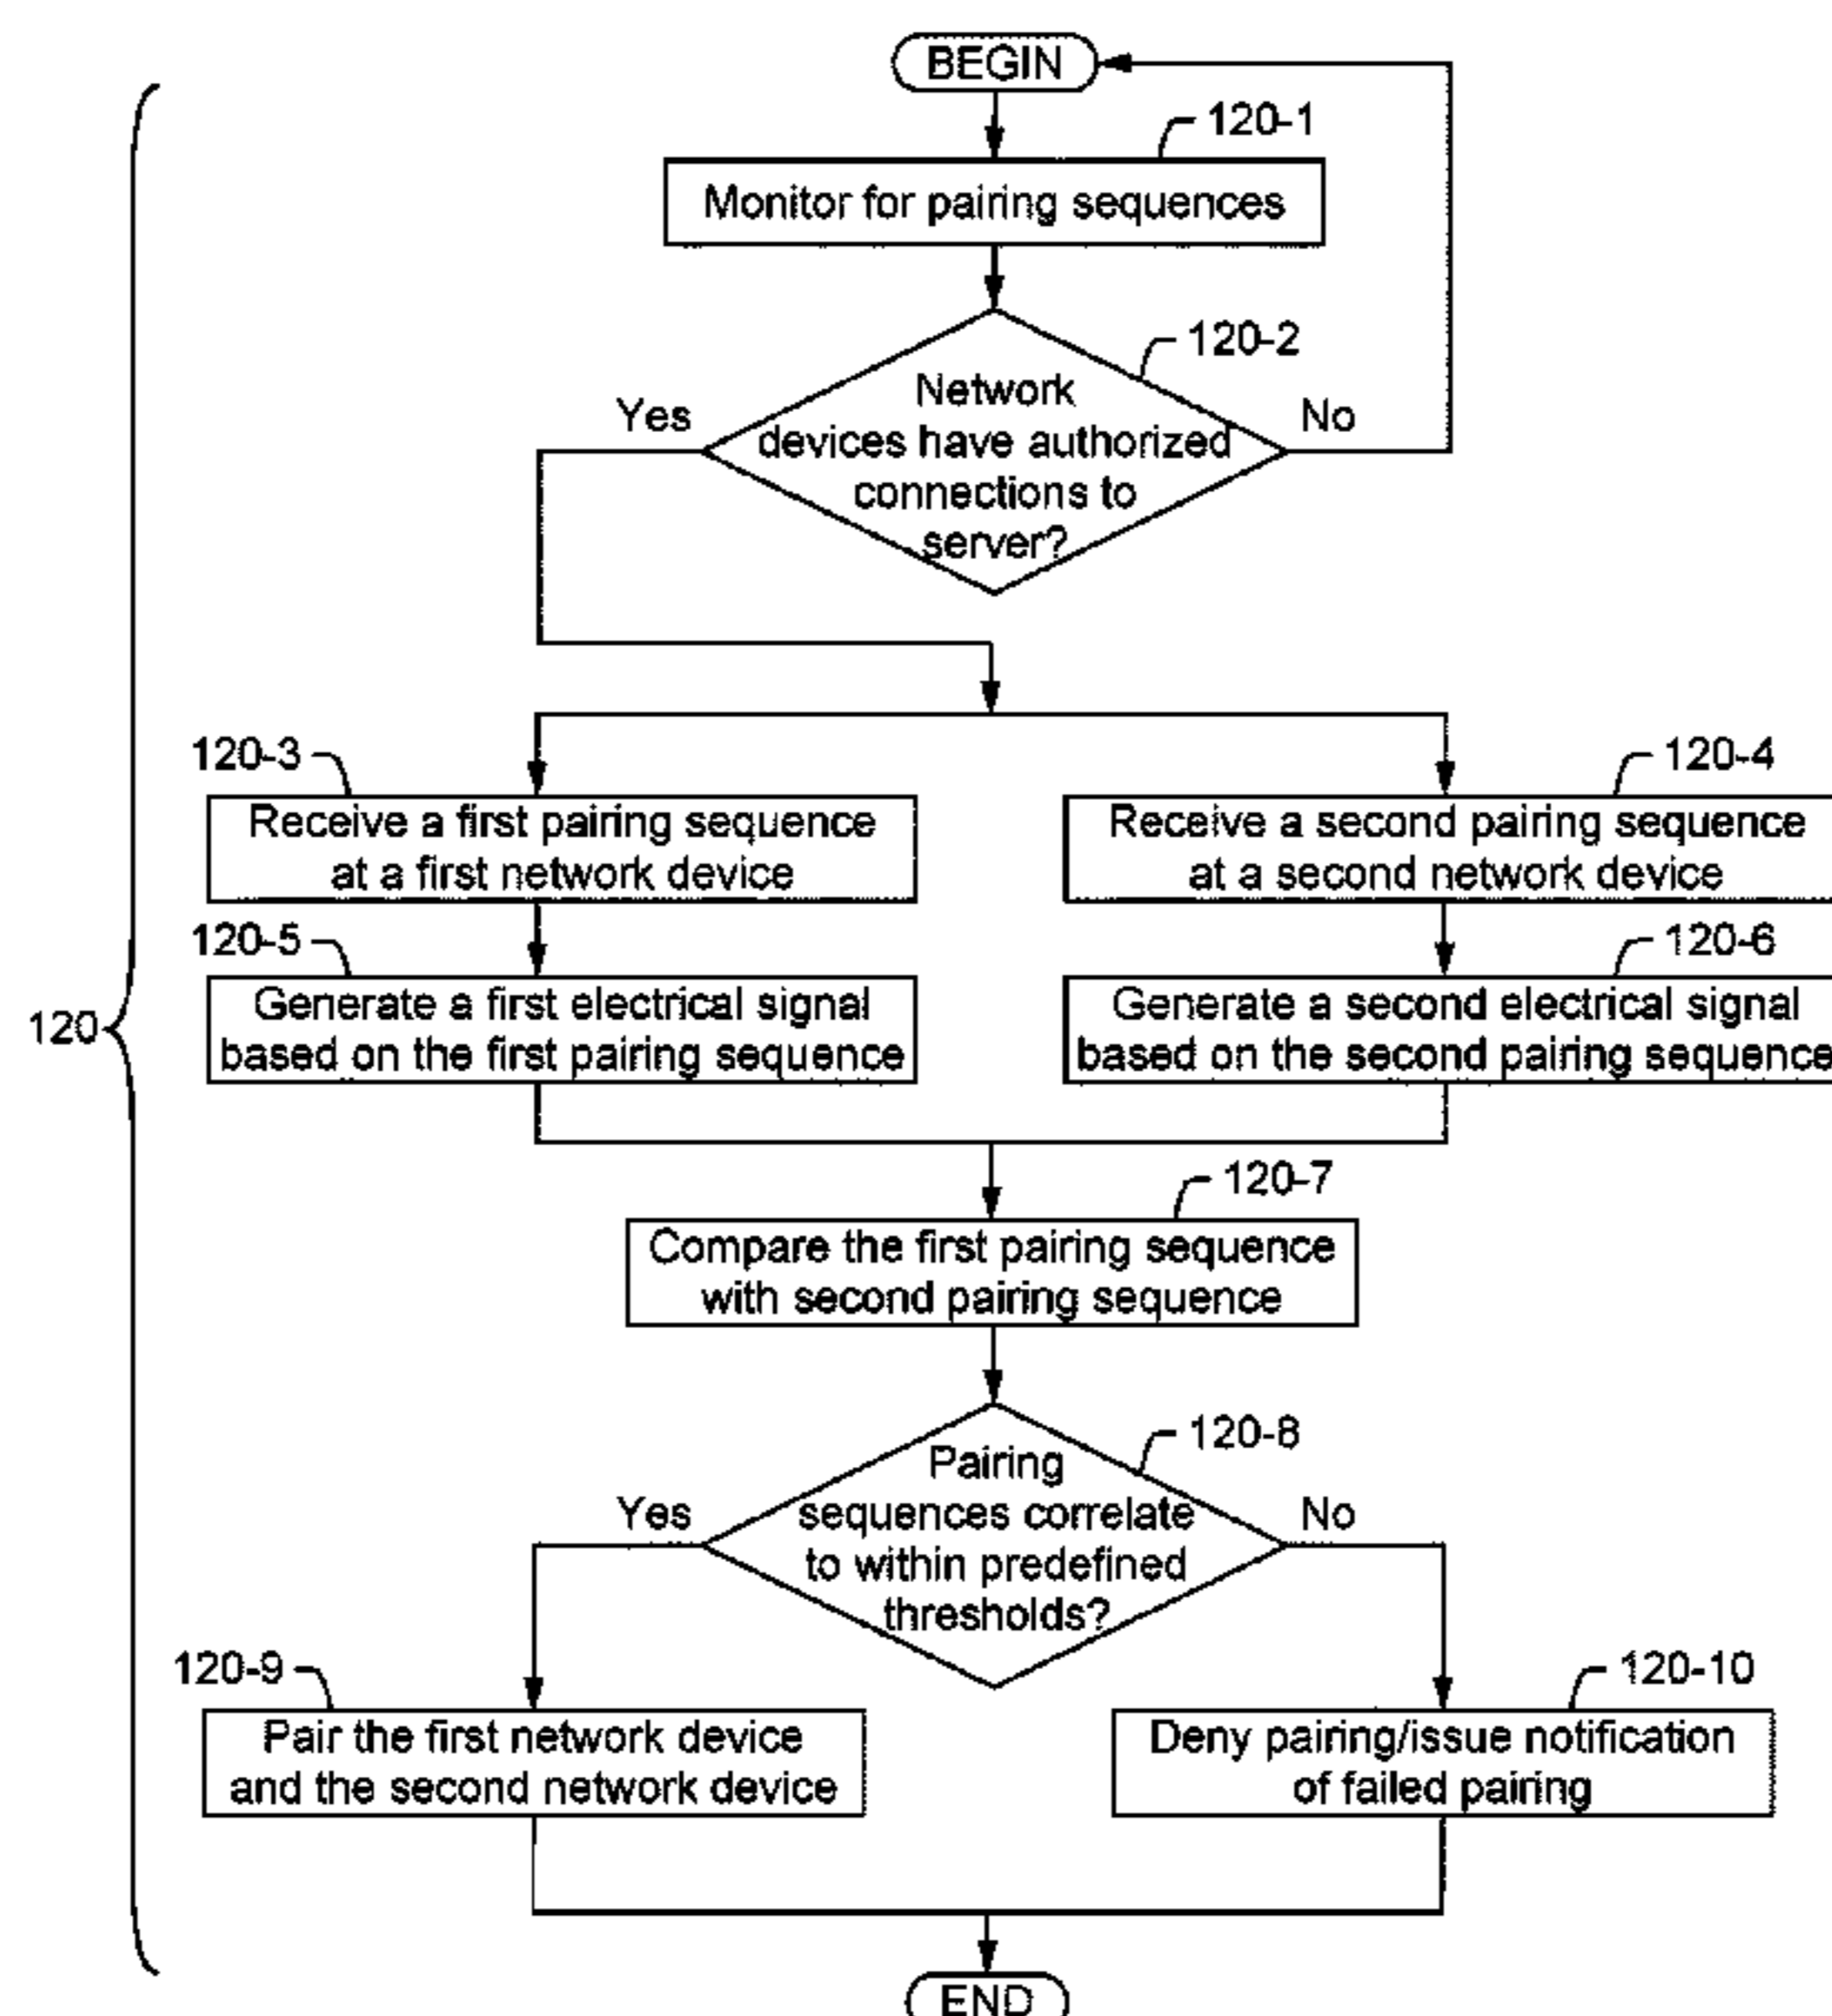 BEGIN
120-1
Monitor for pairing sequences
120-2
Network
devices have authorized
connections to
server?
Yes
No
120-3
Receive a first pairing sequence
at a first network device
120-4
Receive a second pairing sequence
at a second network device
120-5
Generate a first electrical signal
based on the first pairing sequence
120-6
Generate a second electrical signal
based on the second pairing sequence
120
120-7
Compare the first pairing sequence
with second pairing sequence
120-8
Pairing
sequences correlate
to within predefined
thresholds?
Yes
No
120-9
Pair the first network device
and the second network device
120-10
Deny pairing/issue notification
of failed pairing
END